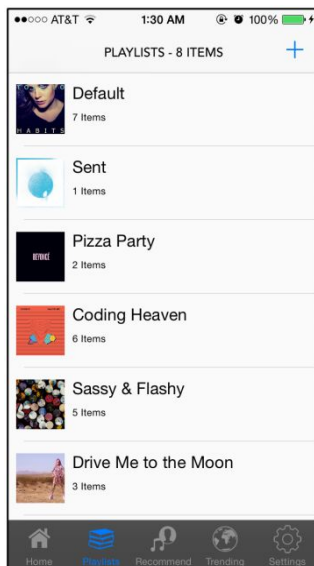 AT&T 1:30 AM 100%
PLAYLISTS - 8 ITEMS +
Default
7 Items
HABITS
Sent
1 Items
Pizza Party
BEYONCÉ
2 Items
Coding Heaven
6 Items
Sassy & Flashy
5 Items
Drive Me to the Moon
3 Items
Home Playlists Recommend Trending Settings